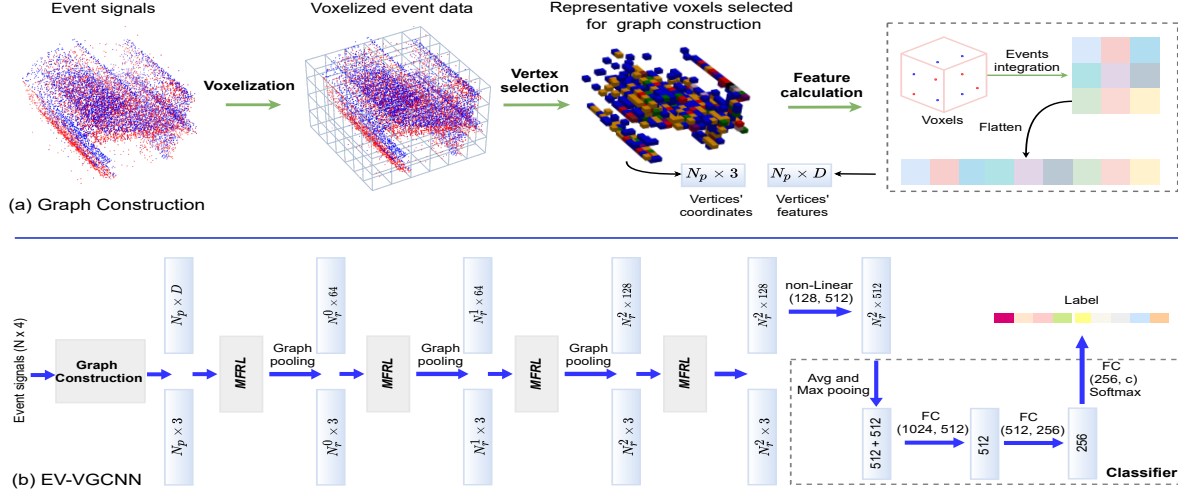 Event signals
Voxelized event data
Representative voxels selected
for graph construction
Voxelization
Vertex
selection
Feature
calculation
Events
integration
Voxels
Flatten
N_p × 3
N_p × D
Vertices'
coordinates
Vertices'
features
(a) Graph Construction
Event signals (N x 4)
Graph
Construction
N_p × D
N_p × 3
MFRL
Graph
pooling
N_r^0 × 64
N_r^0 × 3
MFRL
Graph
pooling
N_r^1 × 64
N_r^1 × 3
MFRL
Graph
pooling
N_r^2 × 128
N_r^2 × 3
MFRL
N_r^2 × 128
N_r^2 × 3
non-Linear
(128, 512)
N_r^2 × 512
Avg and
Max pooing
512 + 512
FC
(1024, 512)
512
FC
(512, 256)
256
FC
(256, c)
Softmax
Label
Classifier
(b) EV-VGCNN